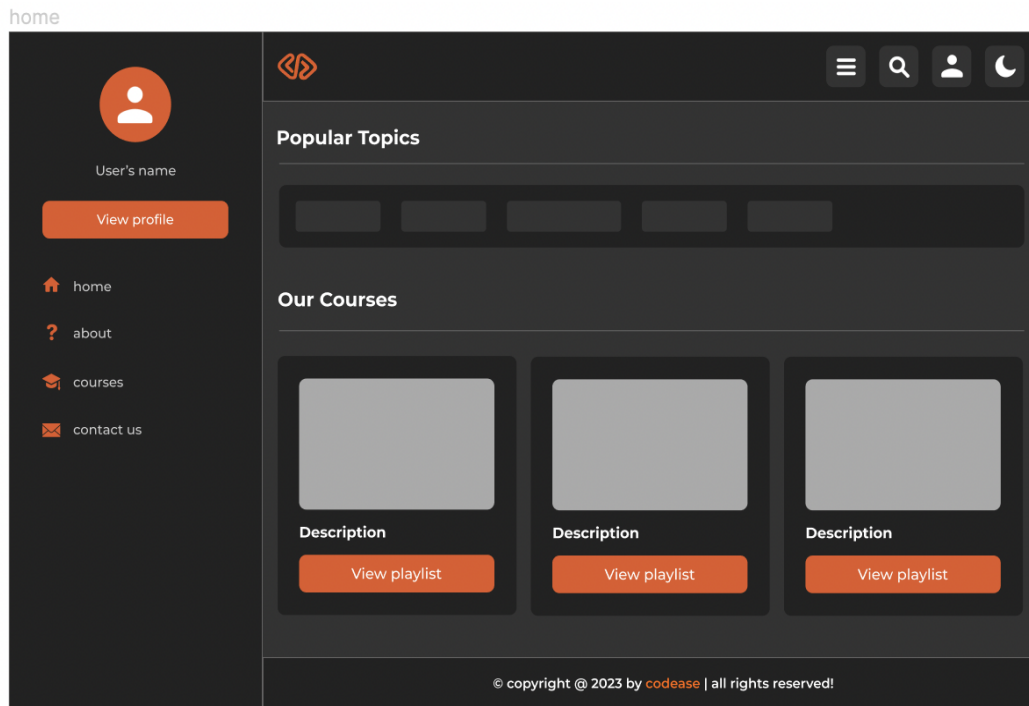 home
User's name
View profile
home
about
courses
contact us
Popular Topics
Our Courses
Description
View playlist
Description
View playlist
Description
View playlist
© copyright @ 2023 by codease | all rights reserved!